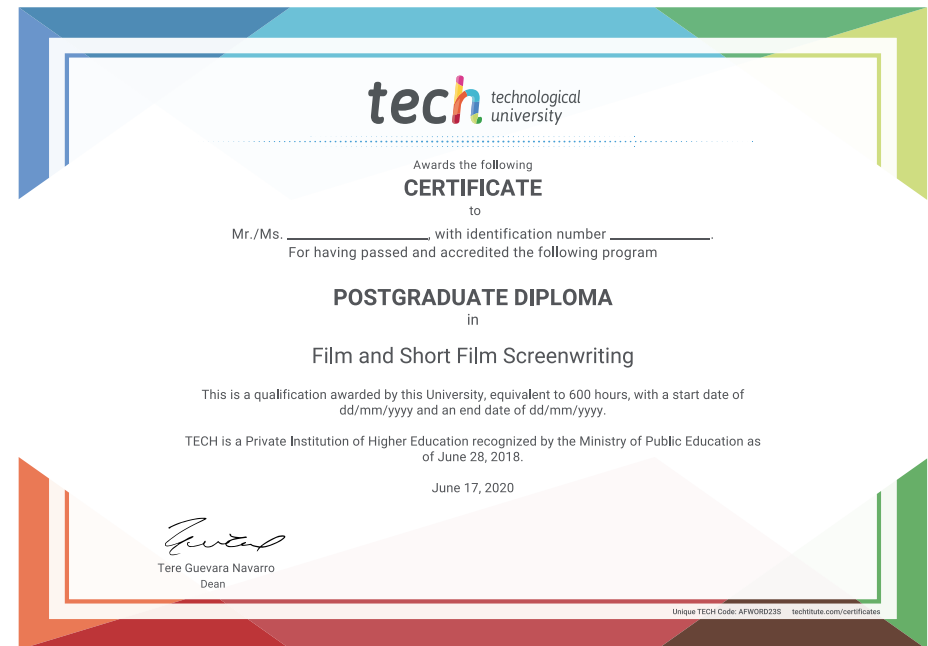 tech technological
university
Awards the following
CERTIFICATE
to
Mr./Ms. ____________________, with identification number ______________.
For having passed and accredited the following program
POSTGRADUATE DIPLOMA
in
Film and Short Film Screenwriting
This is a qualification awarded by this University, equivalent to 600 hours, with a start date of
dd/mm/yyyy and an end date of dd/mm/yyyy.
TECH is a Private Institution of Higher Education recognized by the Ministry of Public Education as
of June 28, 2018.
June 17, 2020
Tere Guevara Navarro
Dean
Unique TECH Code: AFWORD23S techtitute.com/certificates